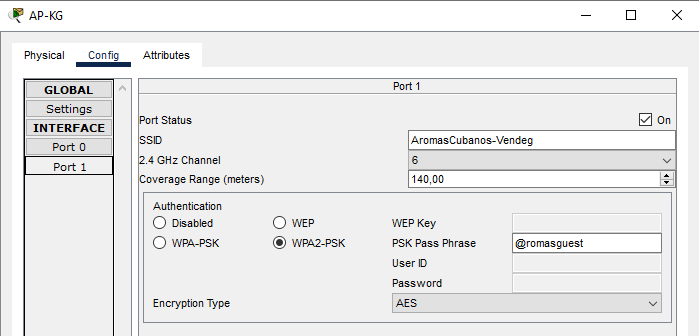 AP-KG
Physical Config Attributes
GLOBAL
Settings
INTERFACE
Port 0
Port 1
Port 1
Port Status On
SSID AromasCubanos-Vendeg
2.4 GHz Channel 6
Coverage Range (meters) 140,00
Authentication
Disabled WEP WEP Key
WPA-PSK WPA2-PSK PSK Pass Phrase @romasguest
User ID
Password
Encryption Type AES